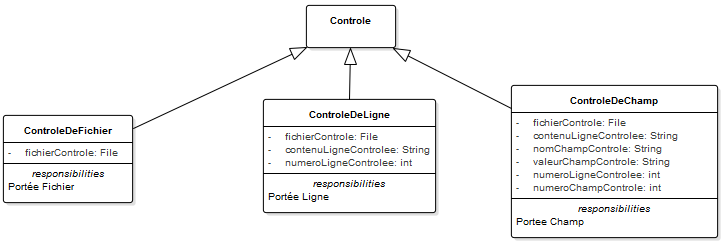 Controle
ControleDeFichier
- fichierControle: File
responsibilities
Portée Fichier
ControleDeLigne
- fichierControle: File
- contenuLigneControlee: String
- numeroLigneControlee: int
responsibilities
Portée Ligne
ControleDeChamp
- fichierControle: File
- contenuLigneControlee: String
- nomChampControle: String
- valeurChampControle: String
- numeroLigneControlee: int
- numeroChampControle: int
responsibilities
Portee Champ